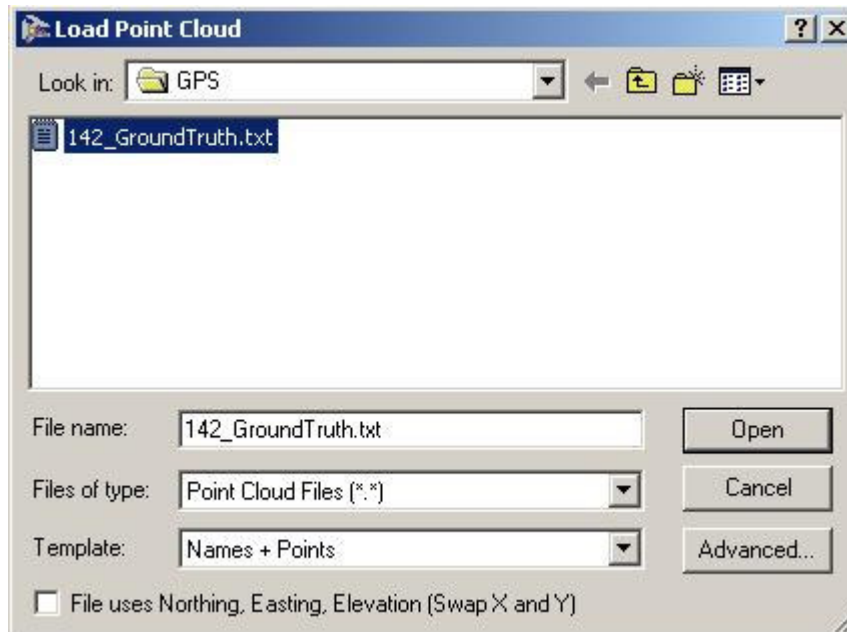 Load Point Cloud
Look in: GPS
142_GroundTruth.txt
File name: 142_GroundTruth.txt Open
Files of type: Point Cloud Files (*.*) Cancel
Template: Names + Points Advanced...
File uses Northing, Easting, Elevation (Swap X and Y)